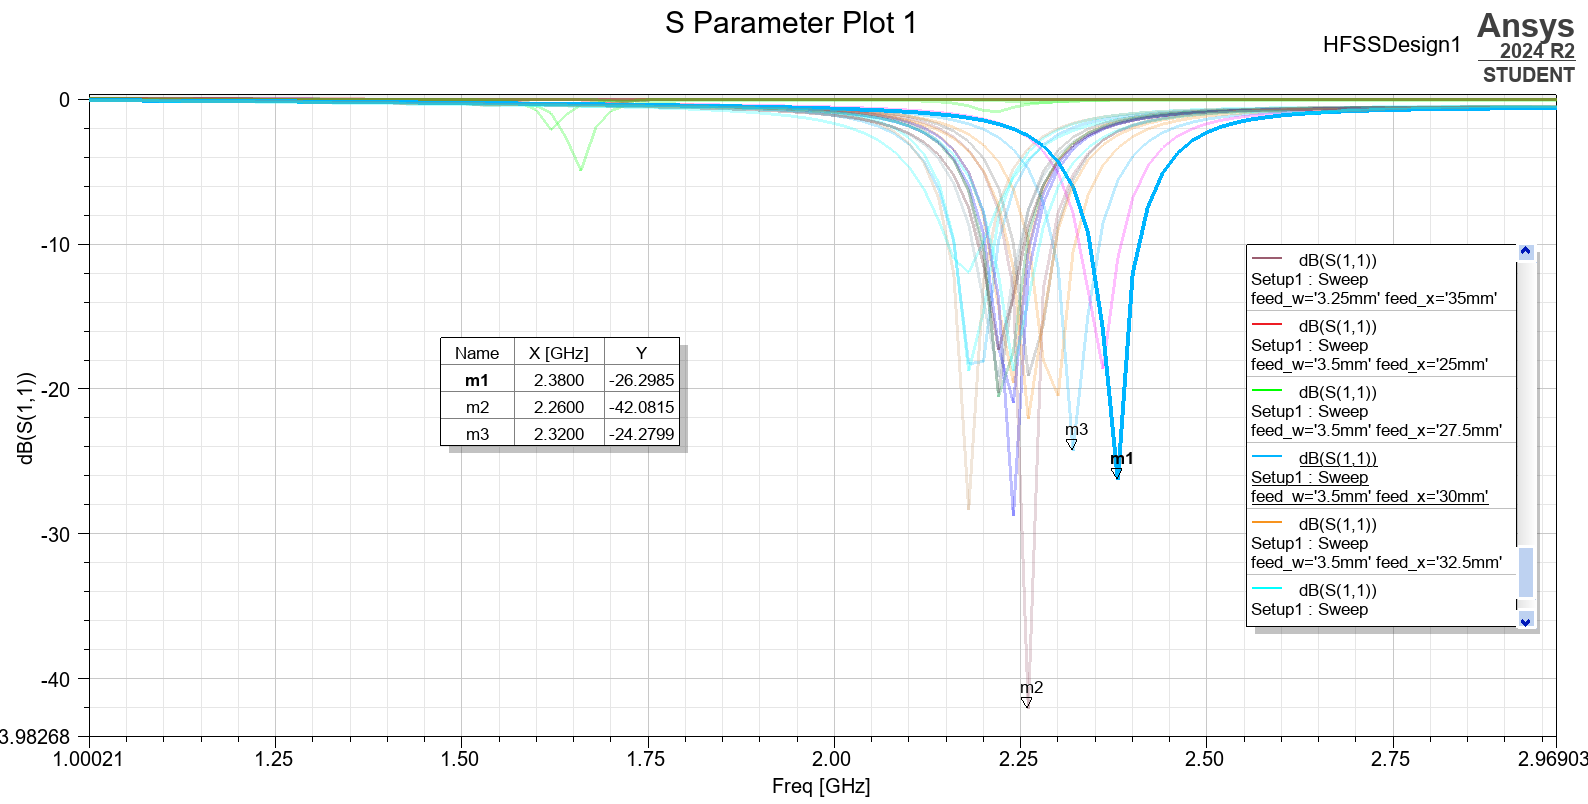 S Parameter Plot 1
HFSSDesign1
Ansys
2024 R2
STUDENT
0
-10
-20
-30
-40
3.98268
dB(S(1,1))
Name X [GHz] Y
m1 2.3800 -26.2985
m2 2.2600 -42.0815
m3 2.3200 -24.2799
m3
m1
m2
dB(S(1,1))
Setup1 : Sweep
feed_w='3.25mm' feed_x='35mm'
dB(S(1,1))
Setup1 : Sweep
feed_w='3.5mm' feed_x='25mm'
dB(S(1,1))
Setup1 : Sweep
feed_w='3.5mm' feed_x='27.5mm'
dB(S(1,1))
Setup1 : Sweep
feed_w='3.5mm' feed_x='30mm'
dB(S(1,1))
Setup1 : Sweep
feed_w='3.5mm' feed_x='32.5mm'
dB(S(1,1))
Setup1 : Sweep
1.00021 1.25 1.50 1.75 2.00 2.25 2.50 2.75 2.96903
Freq [GHz]